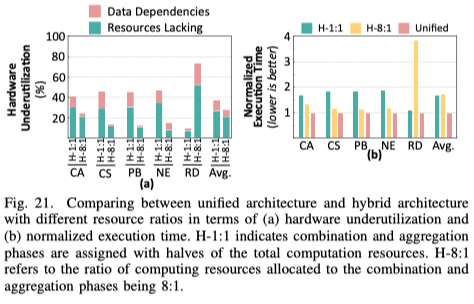 Data Dependencies
Resources Lacking
Hardware
Underutilization
(%)
100
80
60
40
20
H-1:1
H-8:1
H-1:1
H-8:1
H-1:1
H-8:1
H-1:1
H-8:1
H-1:1
H-8:1
H-1:1
H-8:1
CA CS PB NE RD Avg.
(a)
H-1:1 H-8:1 Unified
Normalized
Execution Time
(lower is better)
4
3
2
1
CA CS PB NE RD Avg.
(b)
Fig. 21. Comparing between unified architecture and hybrid architecture
with different resource ratios in terms of (a) hardware underutilization and
(b) normalized execution time. H-1:1 indicates combination and aggregation
phases are assigned with halves of the total computation resources. H-8:1
refers to the ratio of computing resources allocated to the combination and
aggregation phases being 8:1.